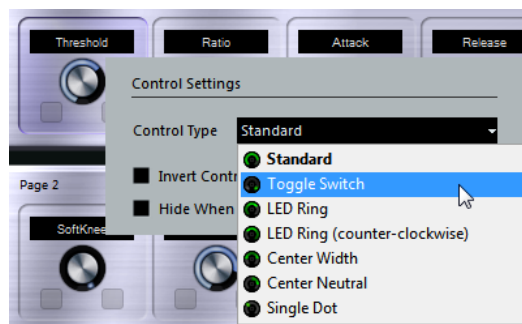 Threshold Ratio Attack Release
Control Settings
Control Type Standard
Standard
Invert Contr
Toggle Switch
Page 2
Hide When
LED Ring
SoftKnee
LED Ring (counter-clockwise)
Center Width
Center Neutral
Single Dot